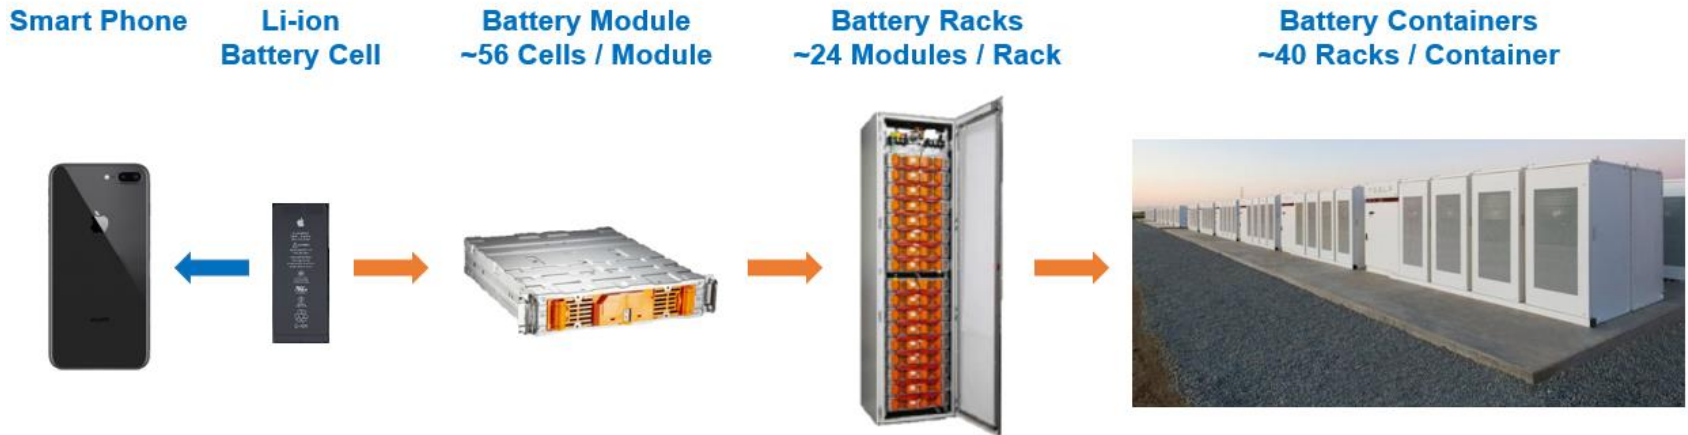 Smart Phone
Li-ion
Battery Cell
Battery Module
~56 Cells / Module
Battery Racks
~24 Modules / Rack
Battery Containers
~40 Racks / Container
TESLA